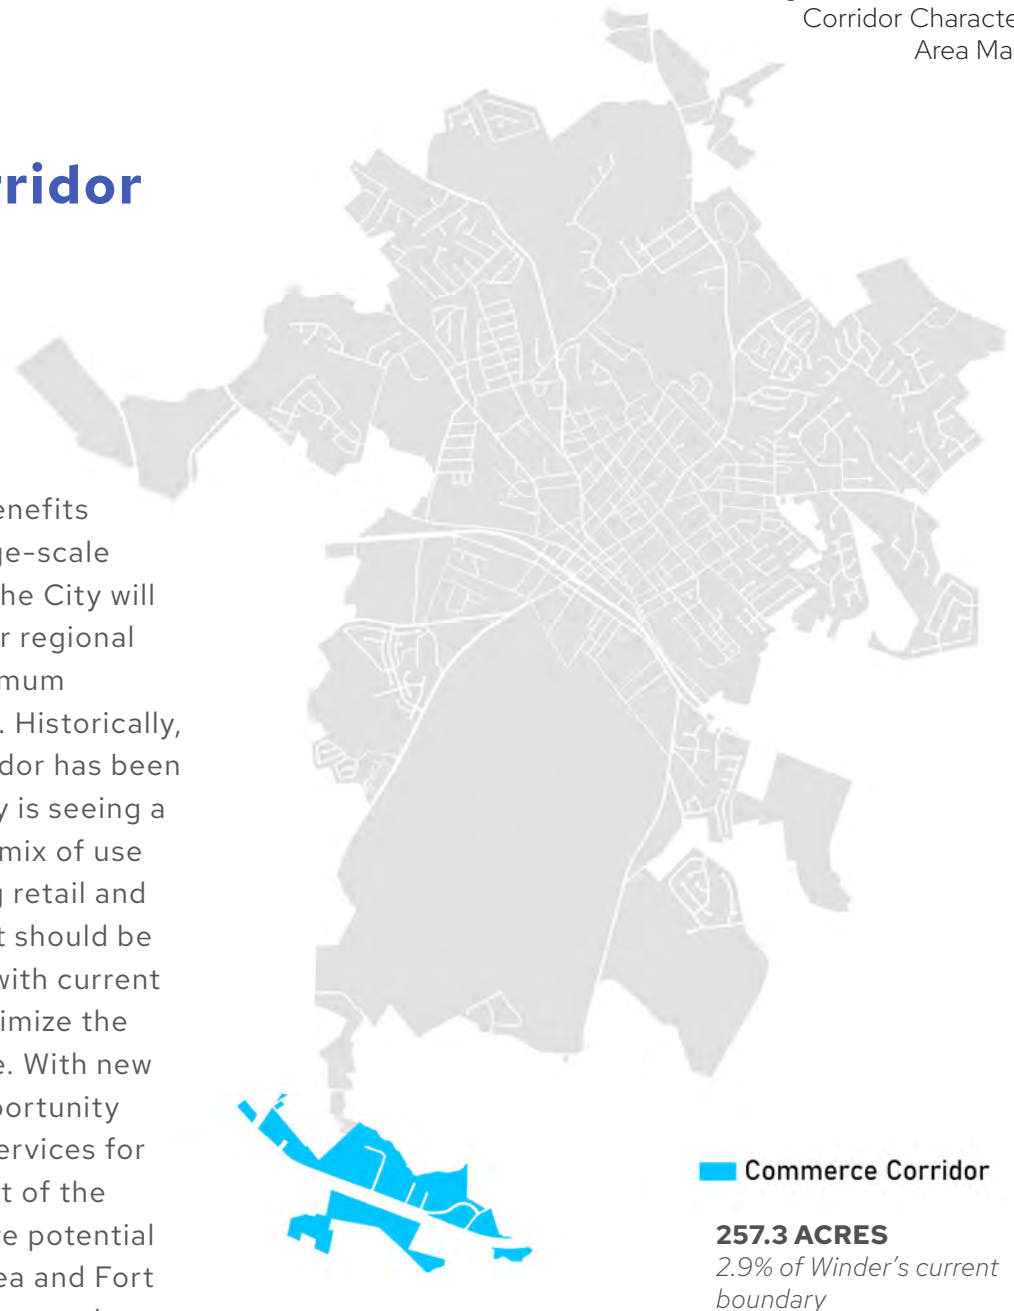 Corridor Characte
Area Ma
rridor
enefits
ge-scale
he City will
r regional
mum
. Historically,
dor has been
y is seeing a
mix of use
g retail and
t should be
with current
imize the
e. With new
portunity
ervices for
t of the
e potential
ea and Fort
Commerce Corridor
257.3 ACRES
2.9% of Winder's current
boundary